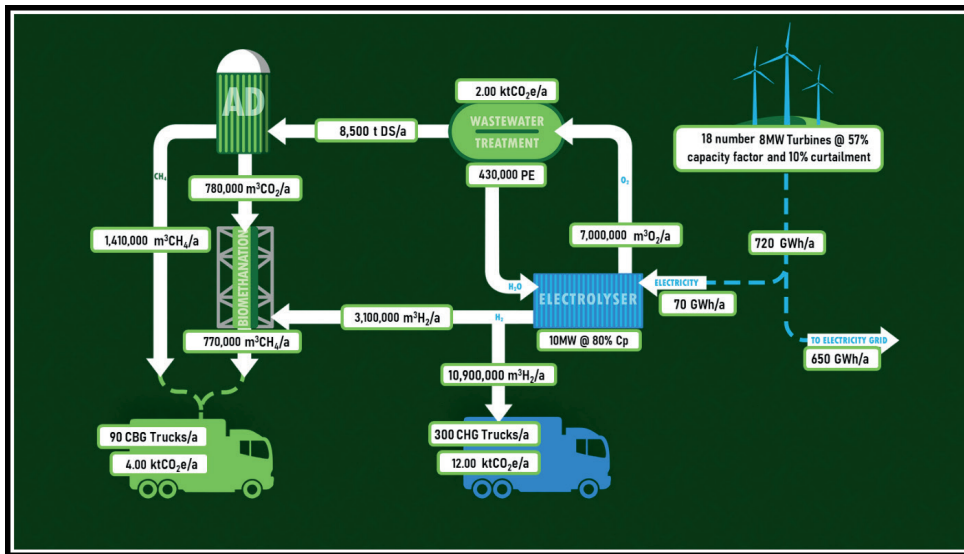 AD
2.00 ktCO₂e/a
WASTEWATER
TREATMENT
430,000 PE
8,500 t DS/a
18 number 8MW Turbines @ 57%
capacity factor and 10% curtailment
CH₄
780,000 m³CO₂/a
O₂
1,410,000 m³CH₄/a
7,000,000 m³O₂/a
720 GWh/a
BIOMETHANATION
H₂O
ELECTROLYSER
ELECTRICITY
70 GWh/a
3,100,000 m³H₂/a
H₂
770,000 m³CH₄/a
10MW @ 80% Cp
TO ELECTRICITY GRID
650 GWh/a
10,900,000 m³H₂/a
90 CBG Trucks/a
4.00 ktCO₂e/a
300 CHG Trucks/a
12.00 ktCO₂e/a